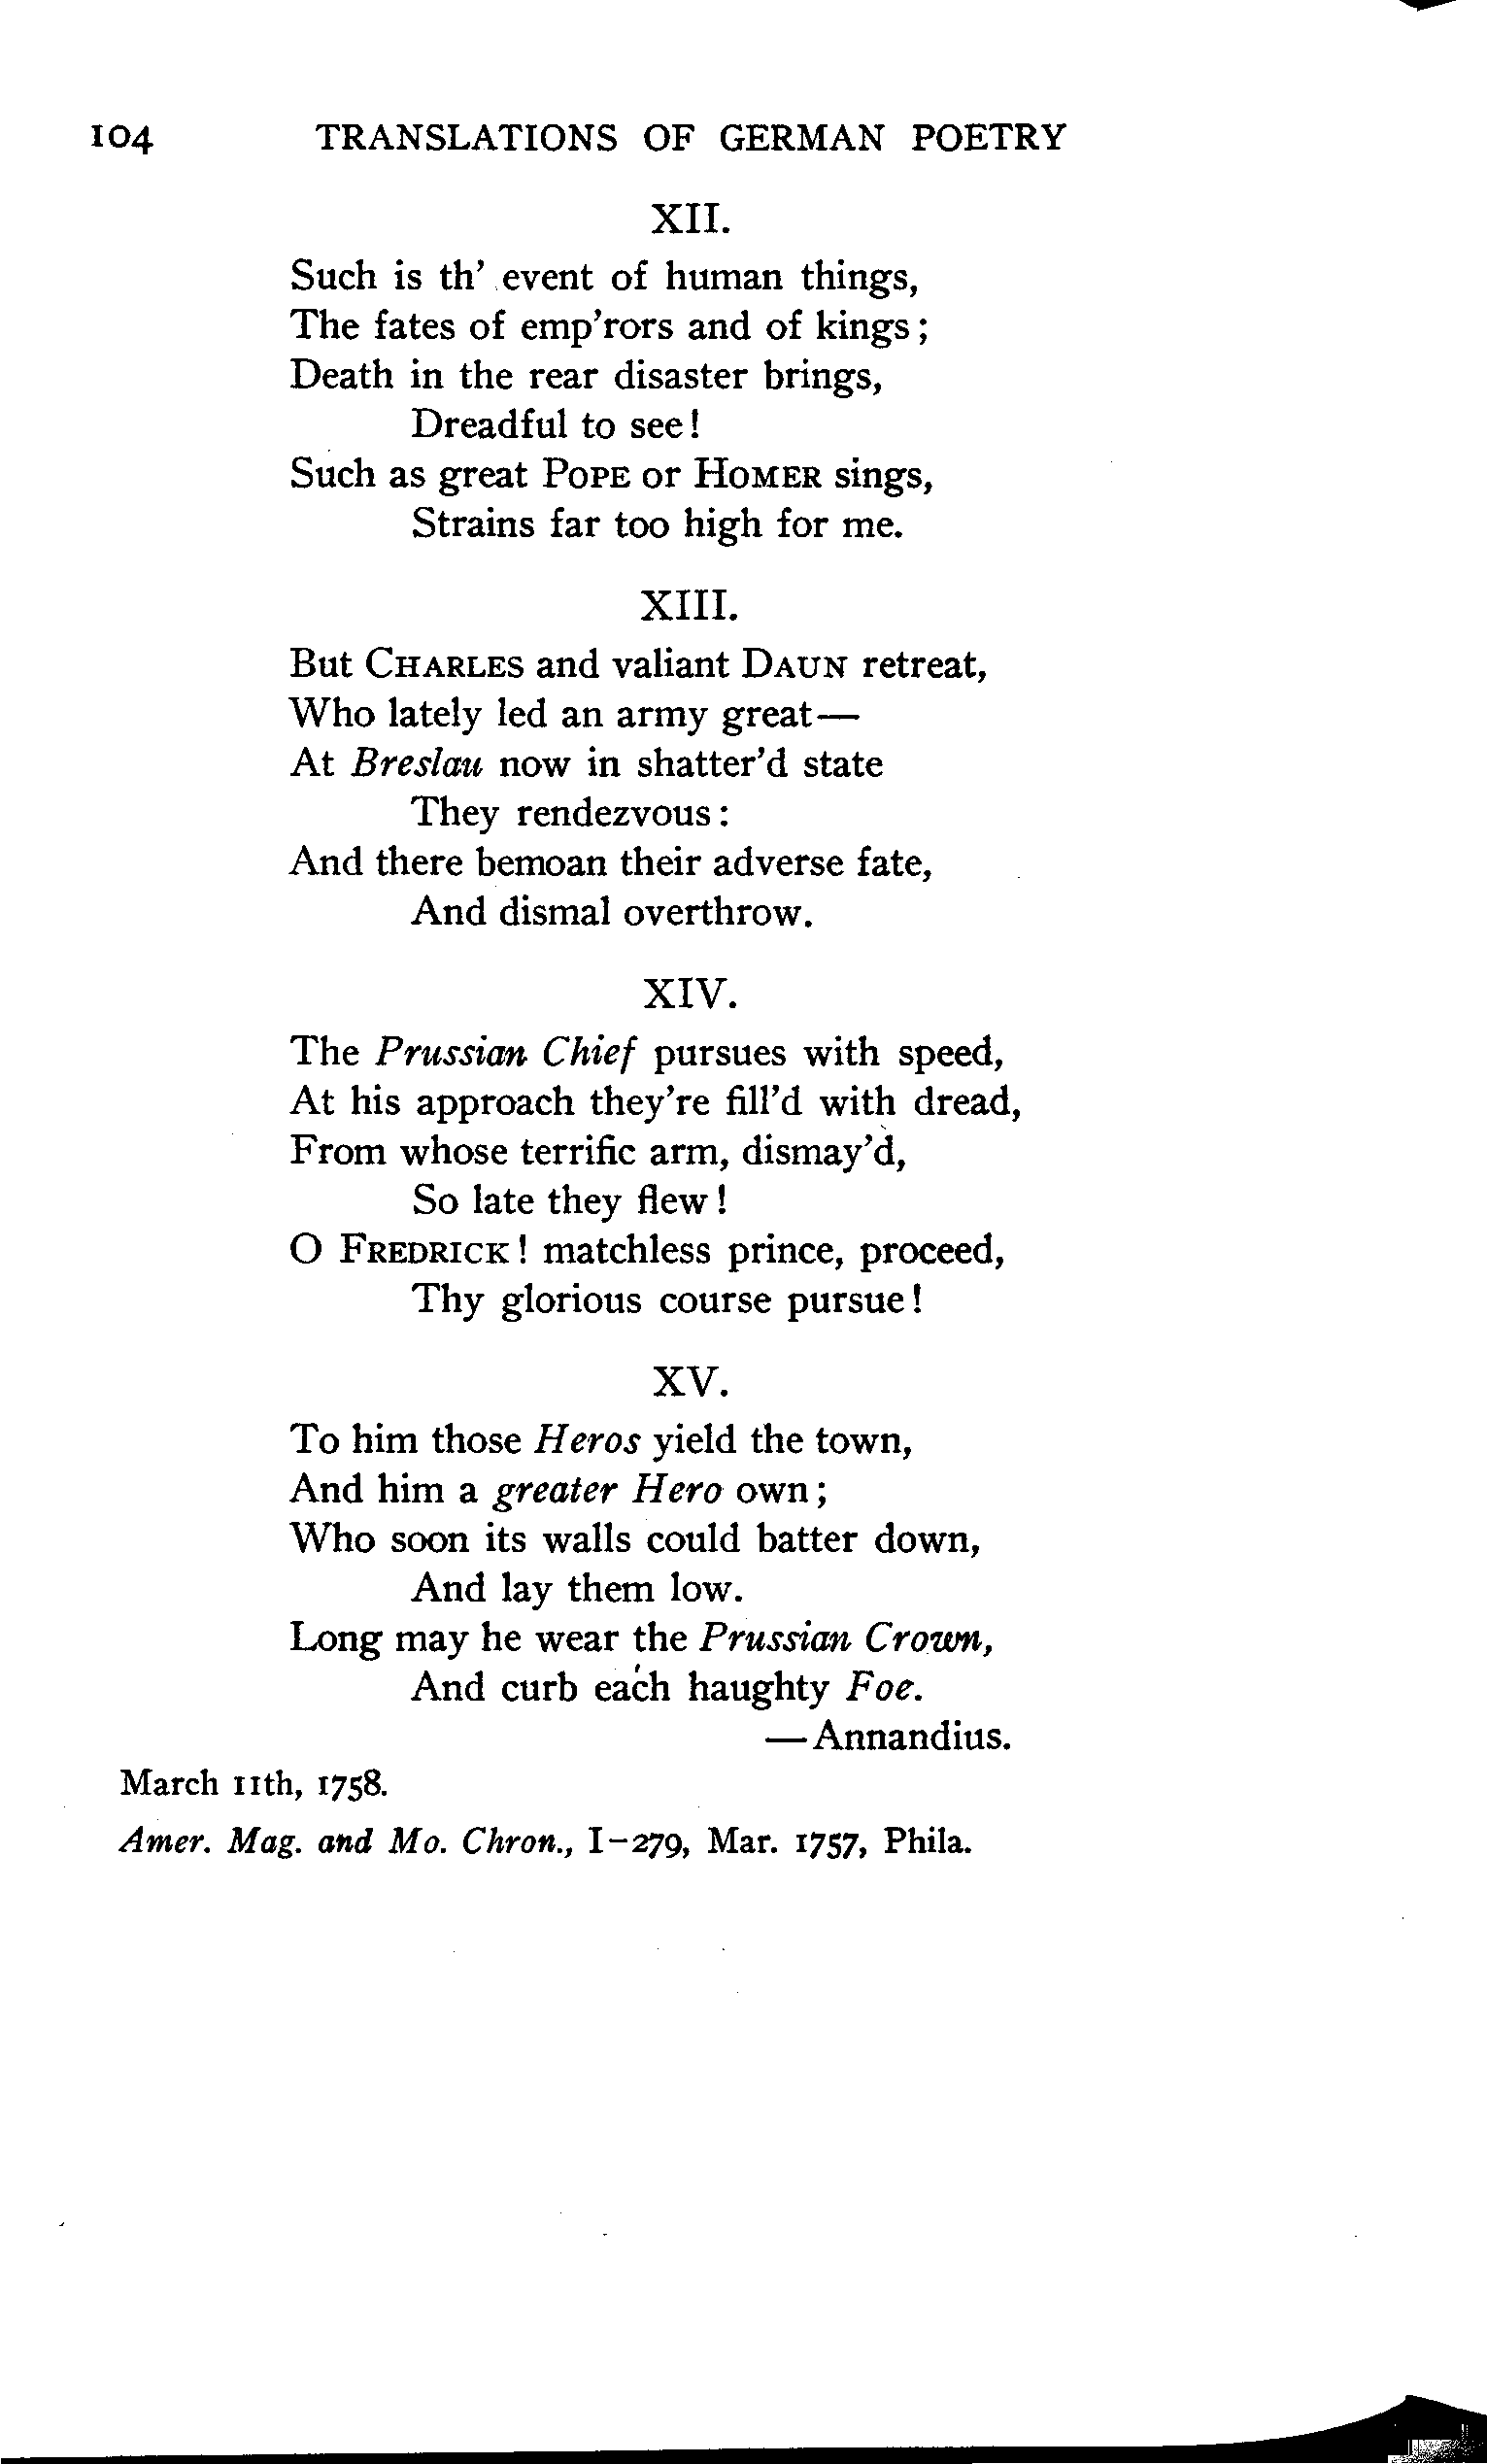 104 TRANSLATIONS OF GERMAN POETRY
XII.
Such is th' event of human things,
The fates of emp'rors and of kings;
Death in the rear disaster brings,
Dreadful to see!
Such as great POPE or HOMER sings,
Strains far too high for me.
XIII.
But CHARLES and valiant DAUN retreat,
Who lately led an army great—
At Breslau now in shatter'd state
They rendezvous:
And there bemoan their adverse fate,
And dismal overthrow.
XIV.
The Prussian Chief pursues with speed,
At his approach they're fill'd with dread,
From whose terrific arm, dismay'd,
So late they flew!
O FREDRICK! matchless prince, proceed,
Thy glorious course pursue!
XV.
To him those Heros yield the town,
And him a greater Hero own;
Who soon its walls could batter down,
And lay them low.
Long may he wear the Prussian Crown,
And curb each haughty Foe.
—Annandius.
March 11th, 1758.
Amer. Mag. and Mo. Chron., I-279, Mar. 1757, Phila.